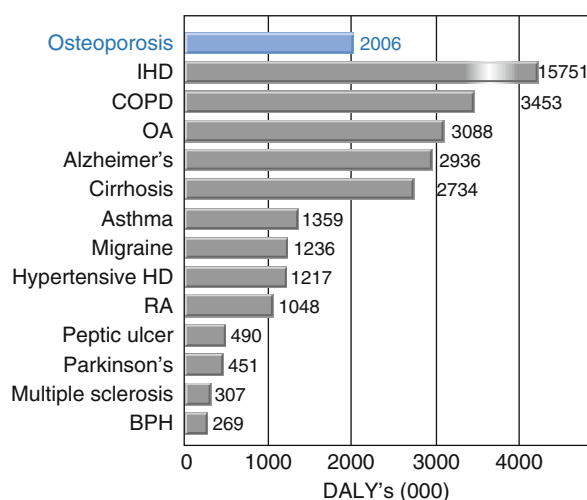 Osteoporosis 2006
IHD 15751
COPD 3453
OA 3088
Alzheimer's 2936
Cirrhosis 2734
Asthma 1359
Migraine 1236
Hypertensive HD 1217
RA 1048
Peptic ulcer 490
Parkinson's 451
Multiple sclerosis 307
BPH 269
0 1000 2000 3000 4000
DALY's (000)